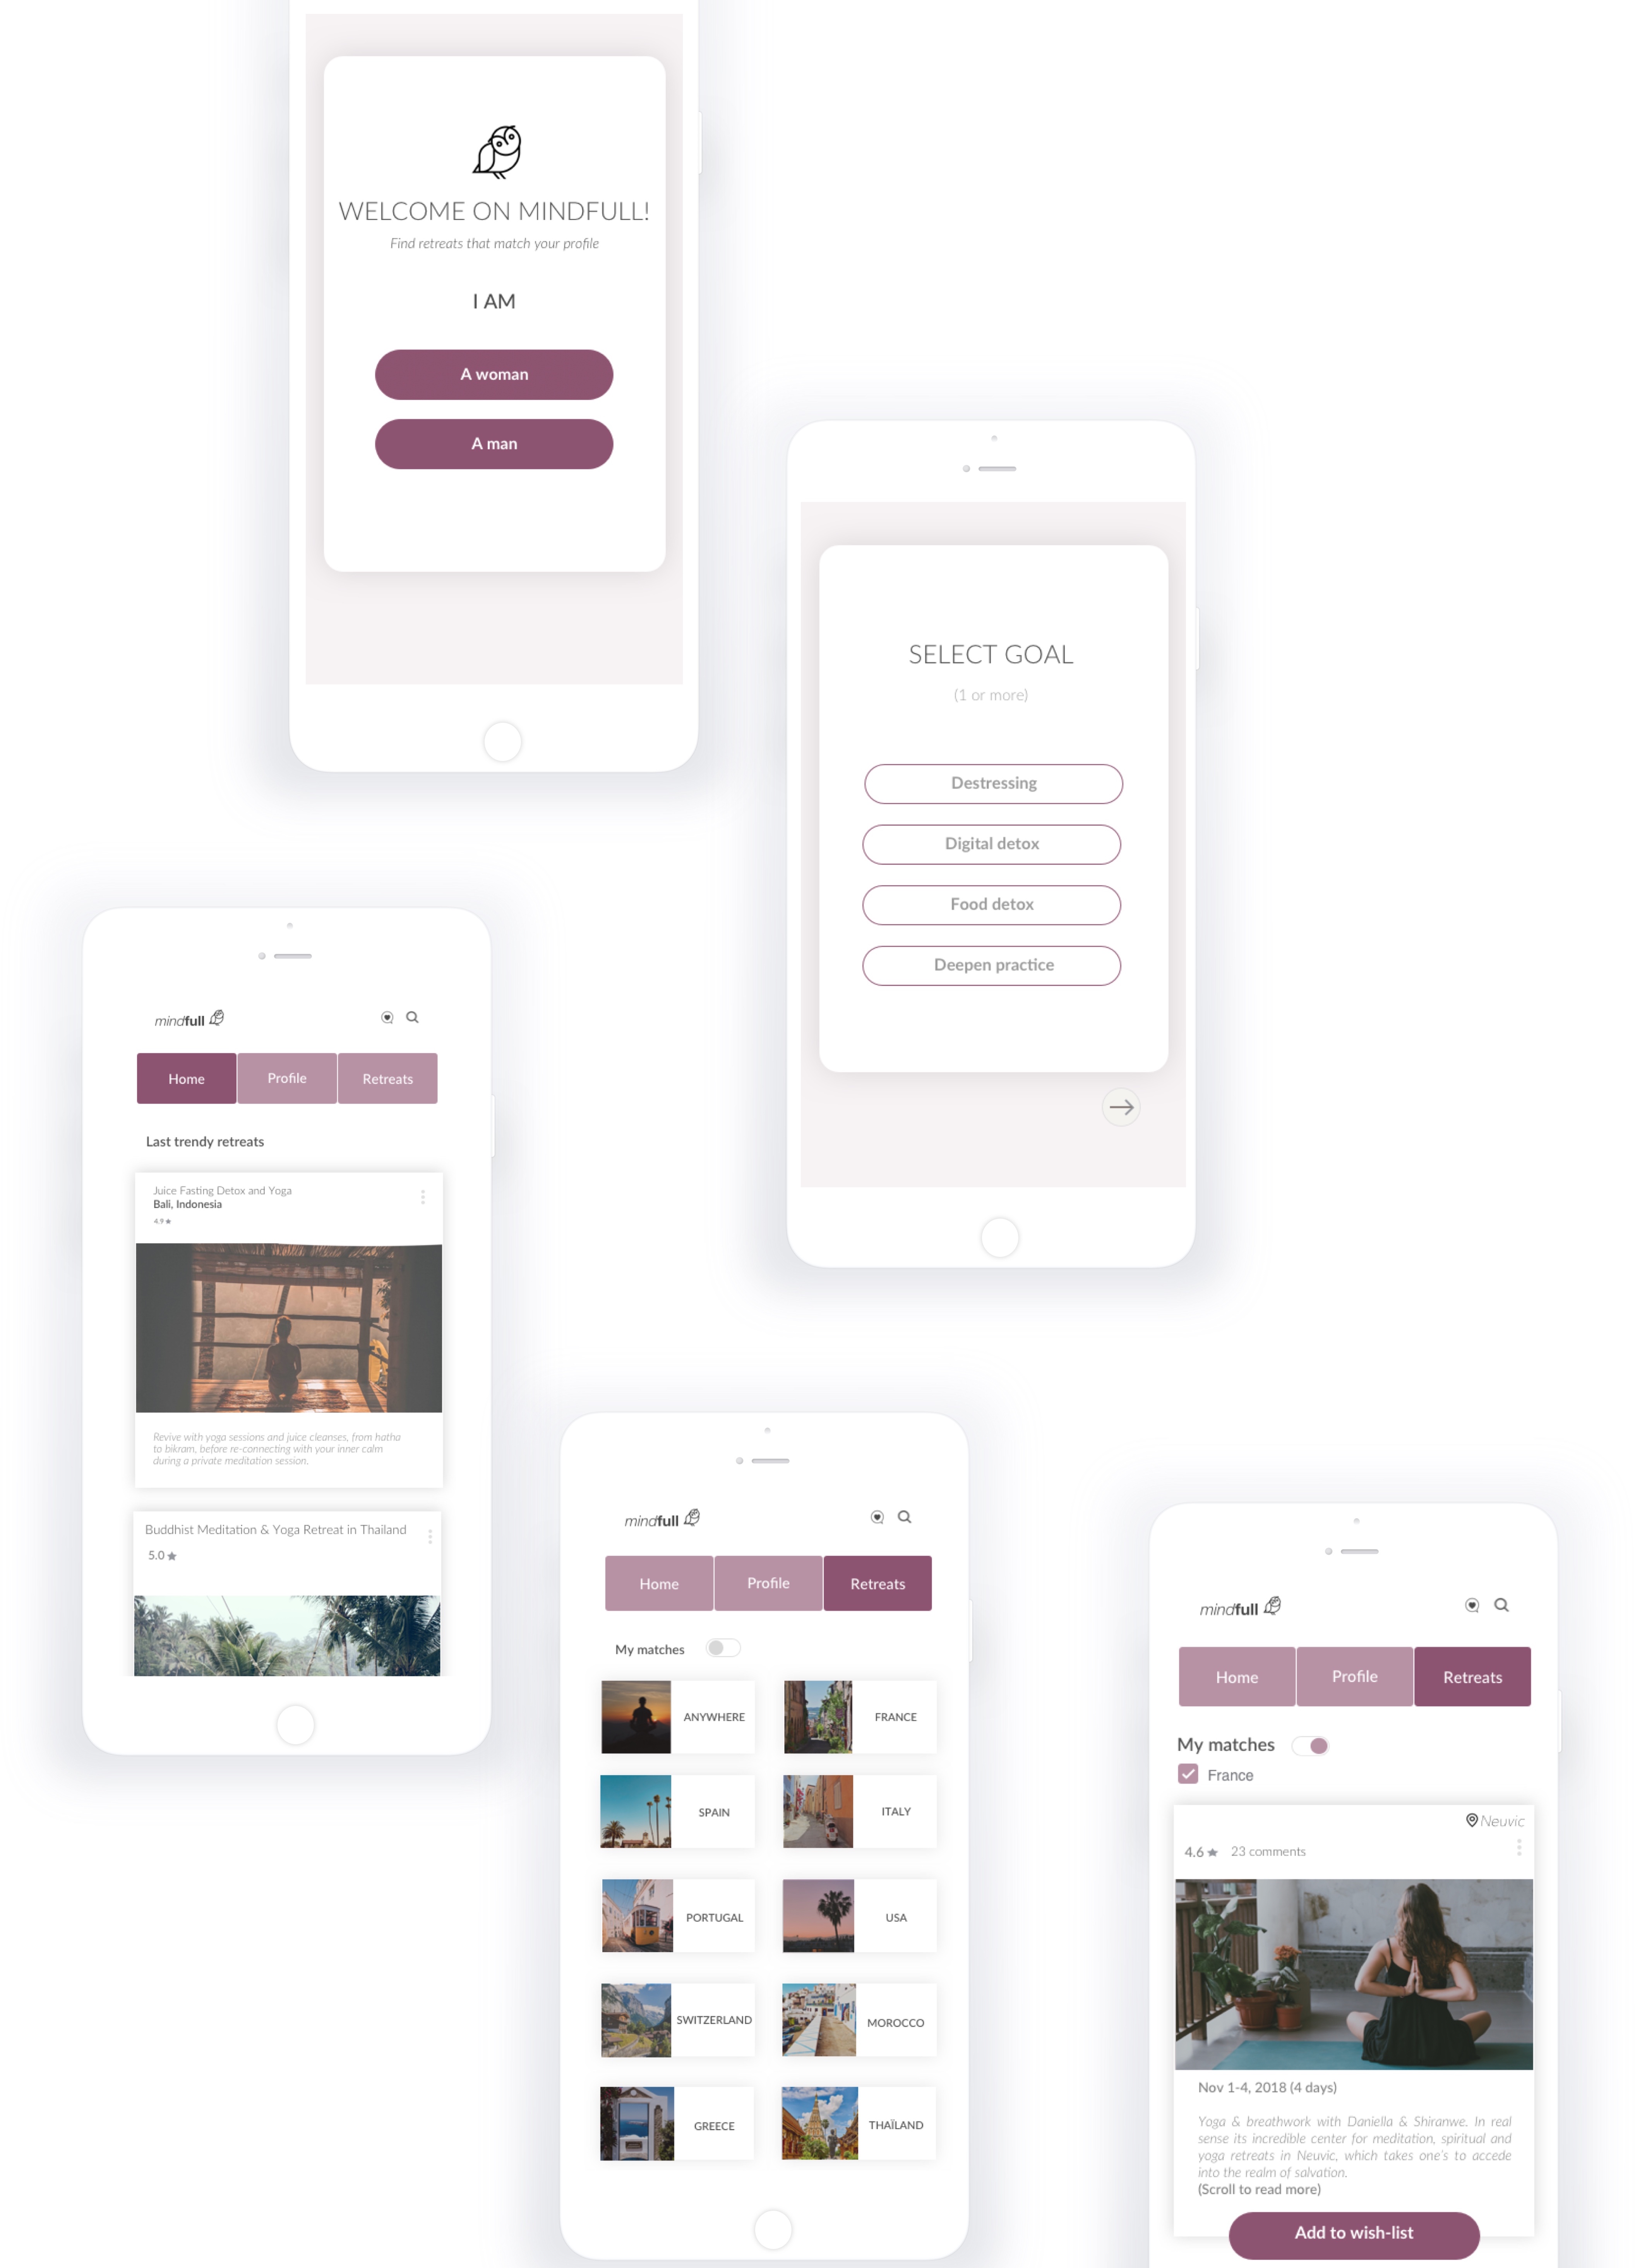 WELCOME ON MINDFULL!
Find retreats that match your profile
I AM
A woman
A man
SELECT GOAL
(1 or more)
Destressing
Digital detox
Food detox
Deepen practice
mindfull
Home Profile Retreats
Last trendy retreats
Juice Fasting Detox and Yoga
Bali, Indonesia
4.9 ★
Revive with yoga sessions and juice cleanses, from hatha
to bikram, before re-connecting with your inner calm
during a private meditation session.
Buddhist Meditation & Yoga Retreat in Thailand
5.0 ★
mindfull
Home Profile Retreats
My matches
ANYWHERE FRANCE
SPAIN ITALY
PORTUGAL USA
SWITZERLAND MOROCCO
GREECE THAÏLAND
mindfull
Home Profile Retreats
My matches
France
Neuvic
4.6 ★ 23 comments
Nov 1-4, 2018 (4 days)
Yoga & breathwork with Daniella & Shiranwe. In real
sense its incredible center for meditation, spiritual and
yoga retreats in Neuvic, which takes one's to accede
into the realm of salvation.
(Scroll to read more)
Add to wish-list